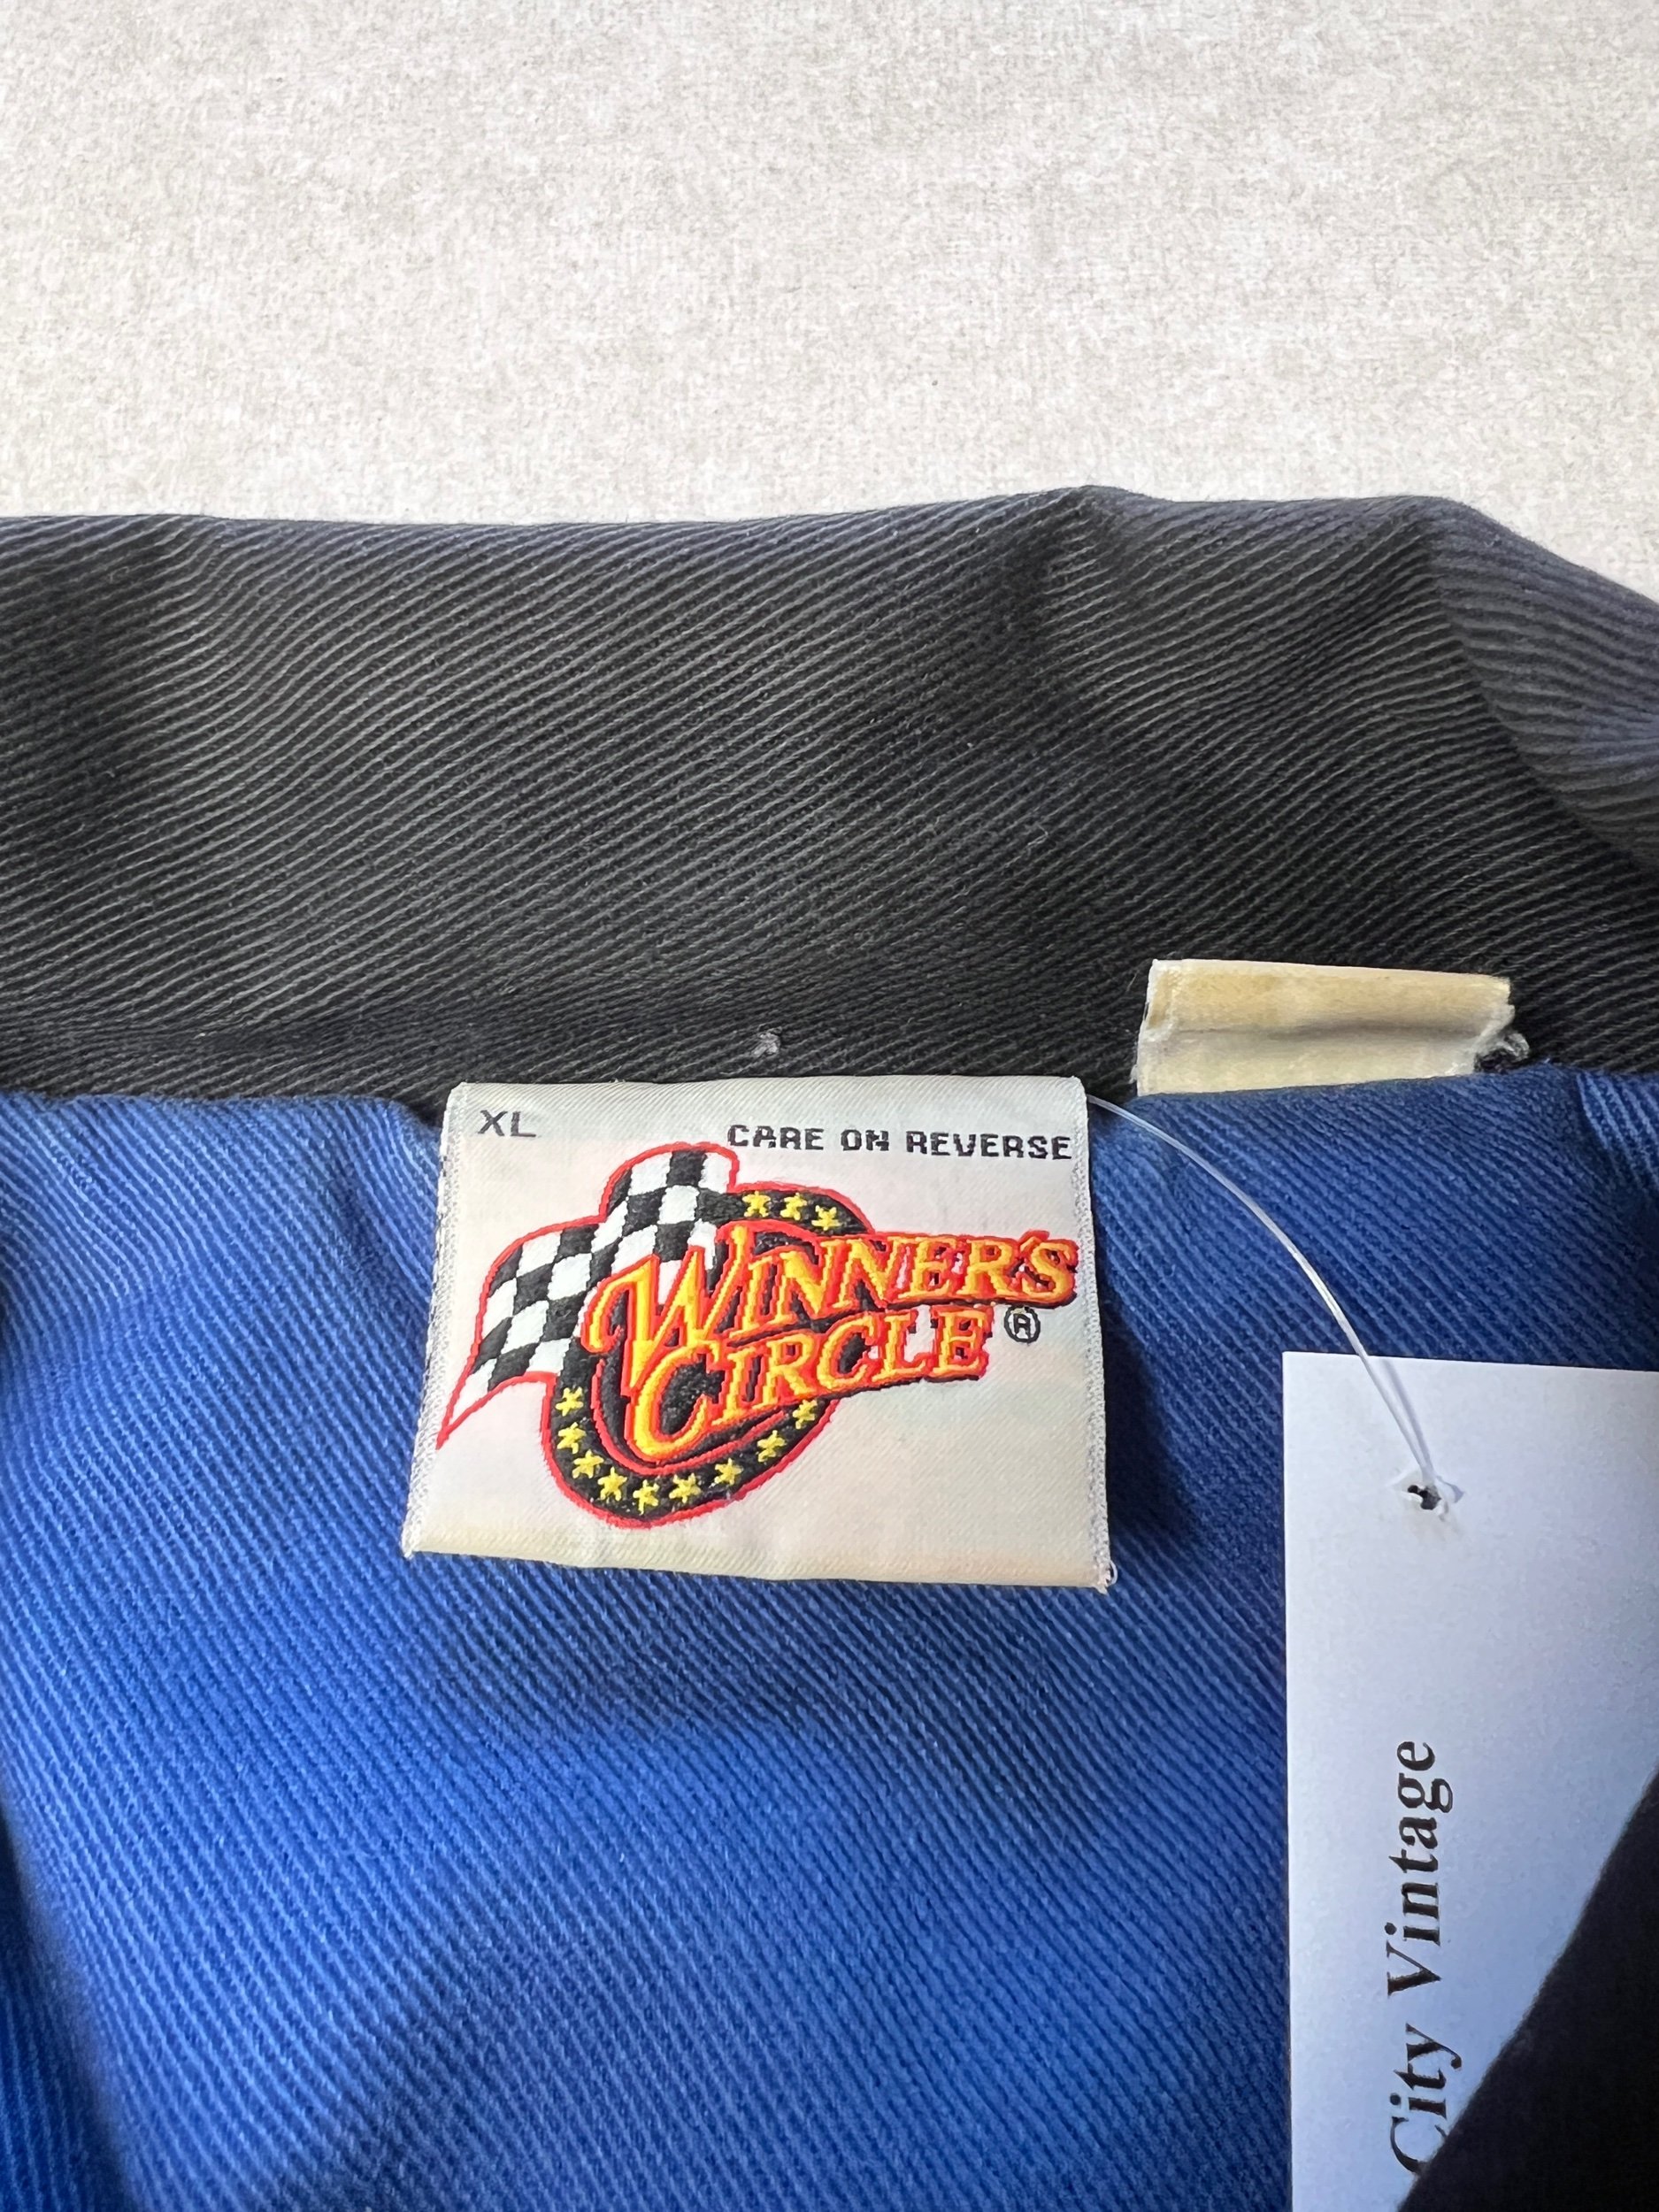 XL
CARE ON REVERSE
WINNER'S
CIRCLE®
City Vintage